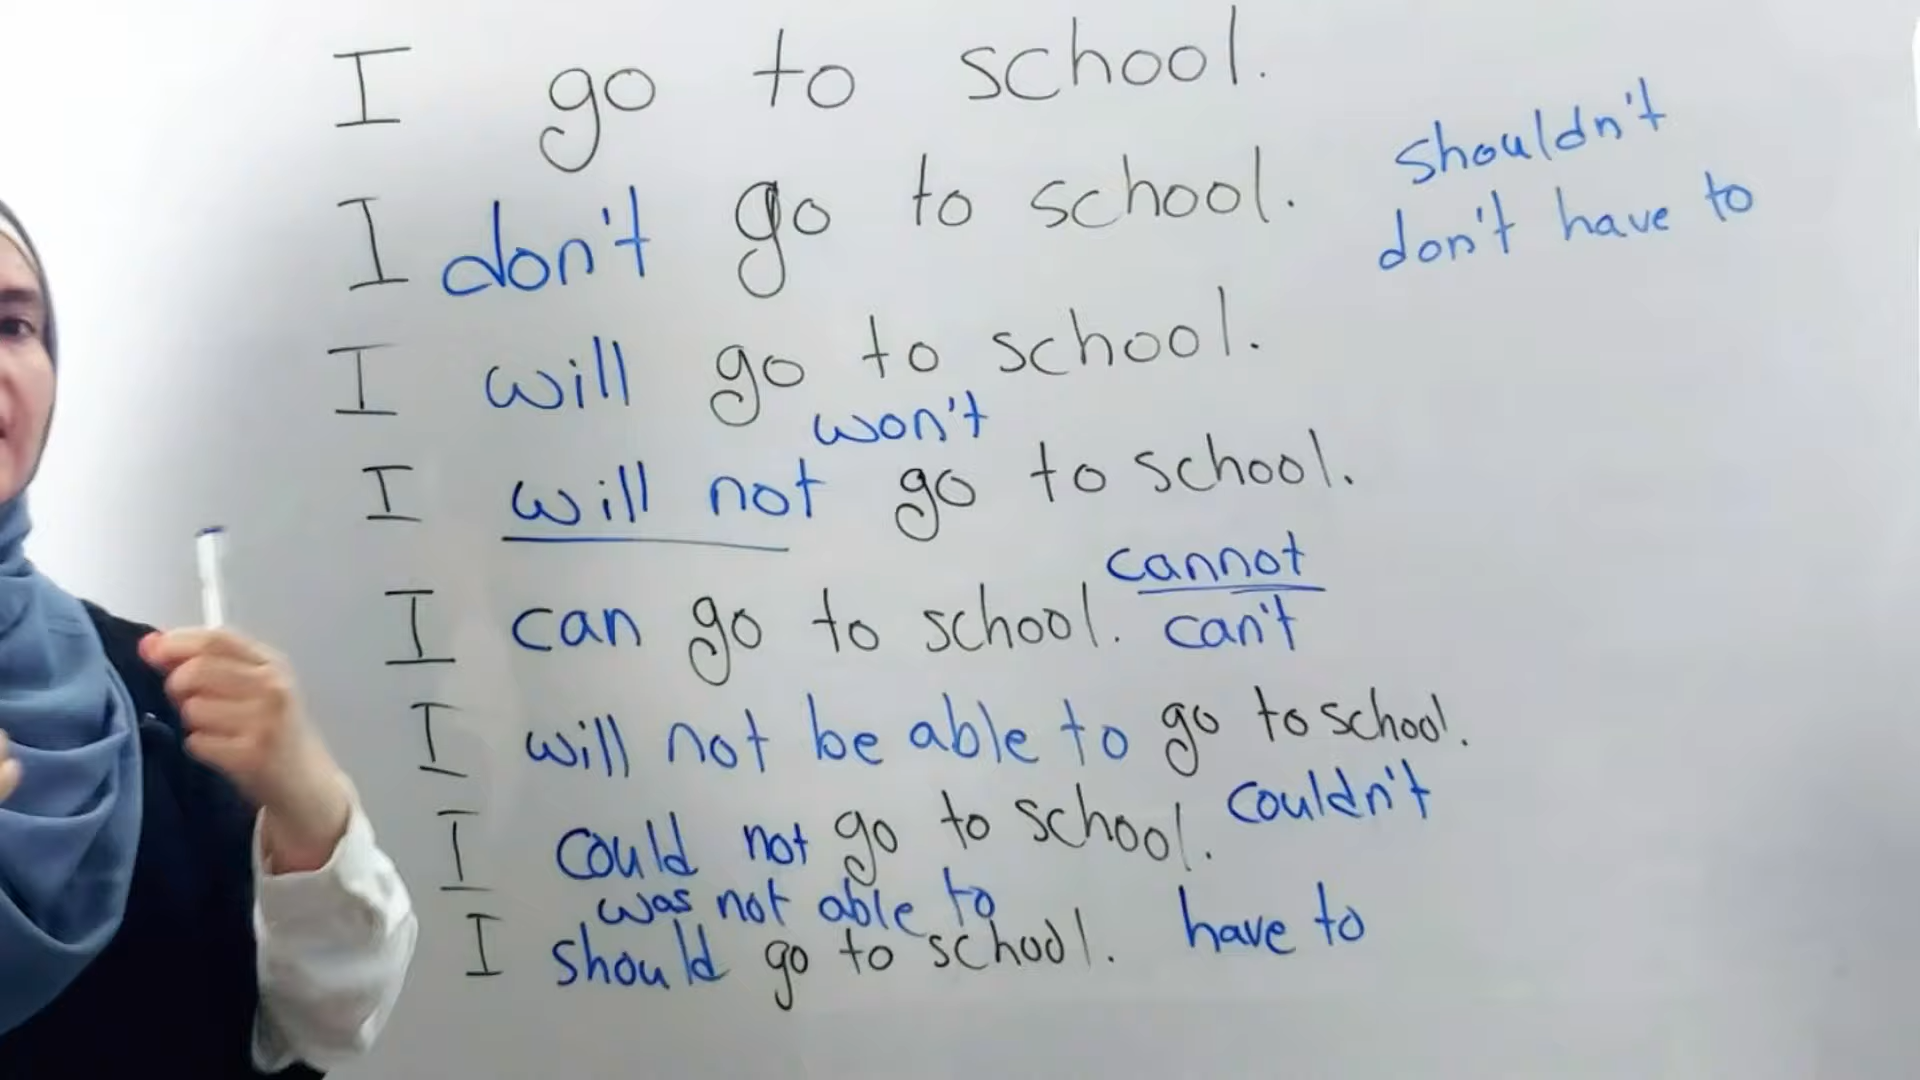 I go to school.
shouldn't
I don't go to school.
don't have to
I will go to school.
won't
I will not go to school.
cannot
I can go to school. can't
I will not be able to go to school.
I could not go to school. couldn't
was not able to
I should go to school. have to